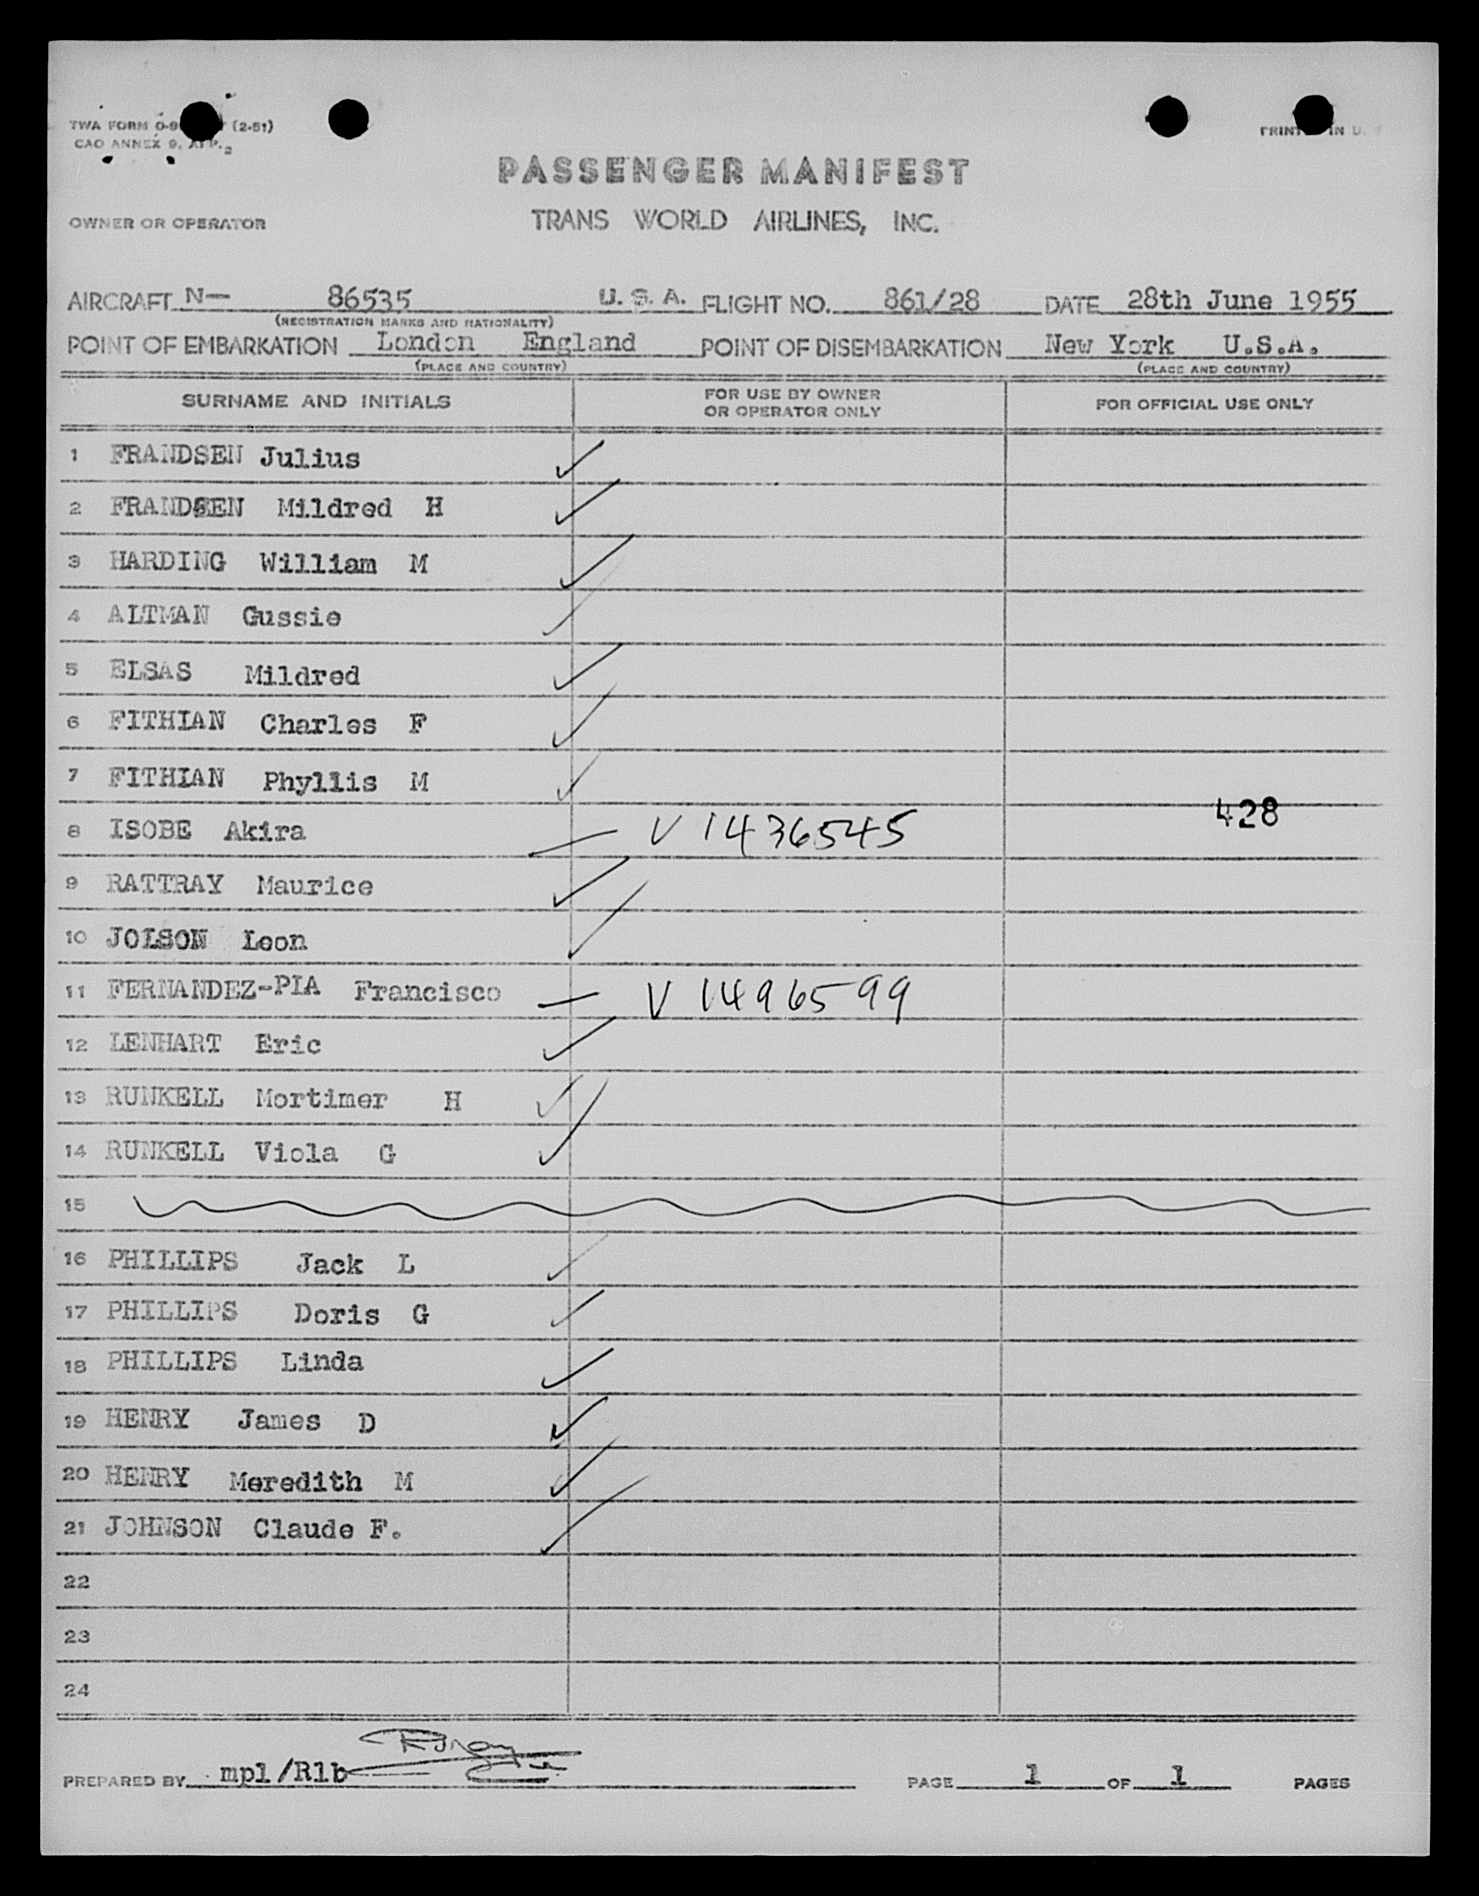 TWA FORM 0-9 (2-51)
CAO ANNEX 9, APP. 2
PRINTED IN U.
PASSENGER MANIFEST
OWNER OR OPERATOR TRANS WORLD AIRLINES, INC.
AIRCRAFT N— 86535 U. S. A. FLIGHT NO. 861/28 DATE 28th June 1955
(REGISTRATION MARKS AND NATIONALITY)
POINT OF EMBARKATION London England POINT OF DISEMBARKATION New York U.S.A.
(PLACE AND COUNTRY) (PLACE AND COUNTRY)
SURNAME AND INITIALS FOR USE BY OWNER OR OPERATOR ONLY FOR OFFICIAL USE ONLY
1 FRANDSEN Julius
2 FRANDSEN Mildred H
3 HARDING William M
4 ALTMAN Gussie
5 ELSAS Mildred
6 FITHIAN Charles F
7 FITHIAN Phyllis M
8 ISOBE Akira V 1436545 428
9 RATTRAY Maurice
10 JOLSON Leon
11 FERNANDEZ-PIA Francisco V 1496599
12 LENHART Eric
13 RUNKELL Mortimer H
14 RUNKELL Viola G
15
16 PHILLIPS Jack L
17 PHILLIPS Doris G
18 PHILLIPS Linda
19 HENRY James D
20 HENRY Meredith M
21 JOHNSON Claude F.
22
23
24
PREPARED BY mpl/Rlb PAGE 1 OF 1 PAGES